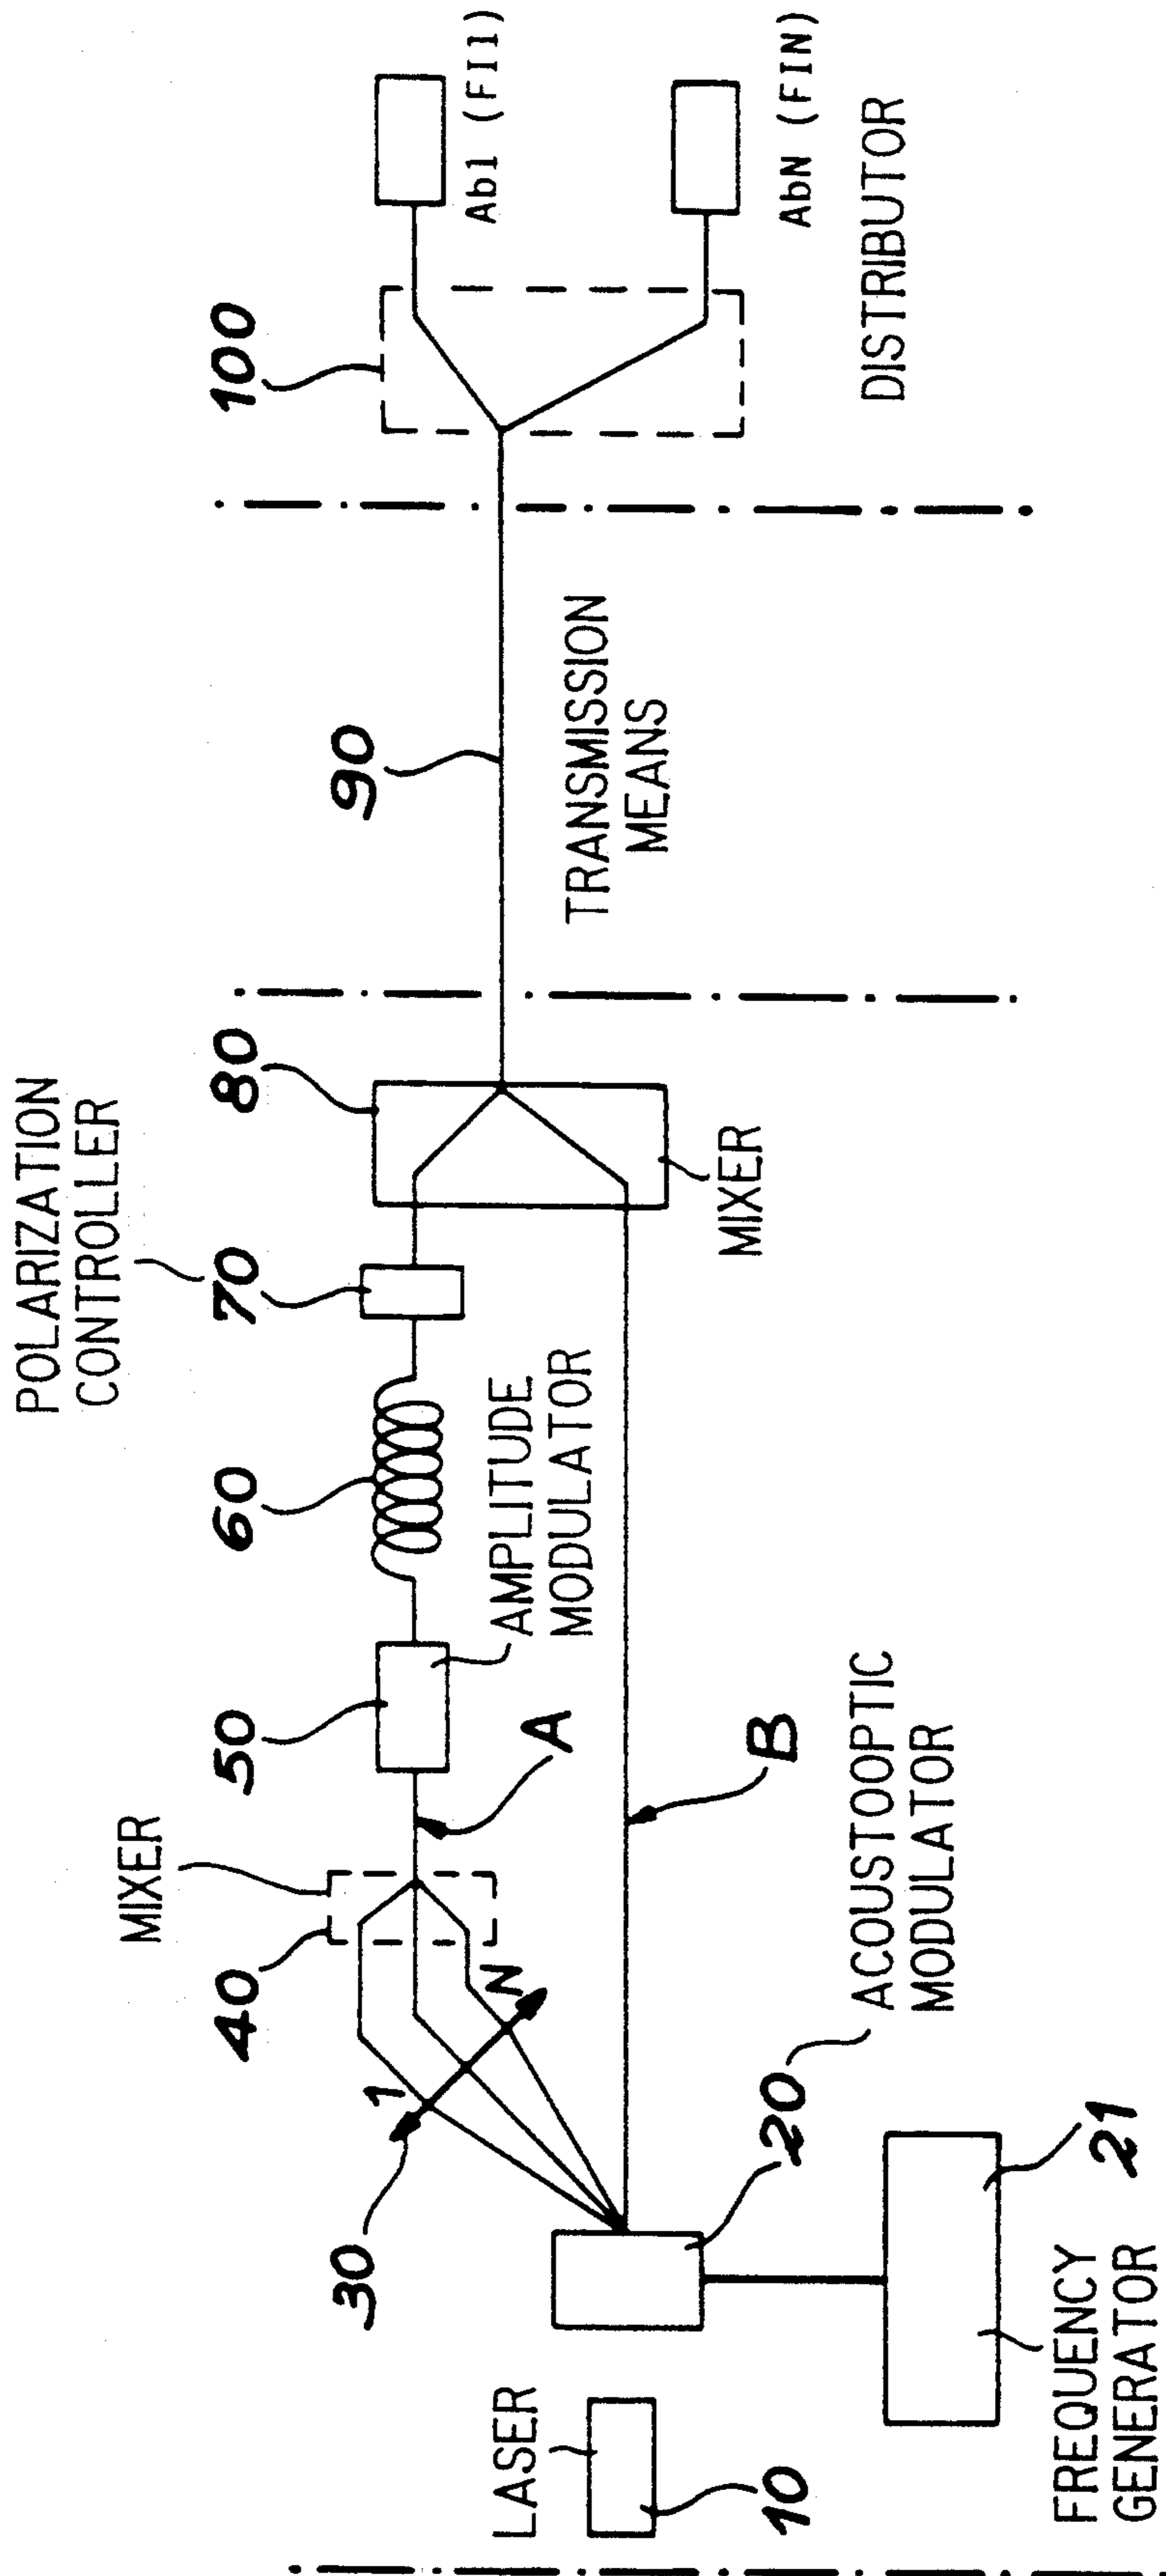 LASER
10
FREQUENCY
GENERATOR
21
20
ACOUSTOOPTIC
MODULATOR
30
1
N
40
MIXER
A
B
50
AMPLITUDE
MODULATOR
60
70
POLARIZATION
CONTROLLER
80
MIXER
90
TRANSMISSION
MEANS
100
Ab1 (FI1)
AbN (FIN)
DISTRIBUTOR